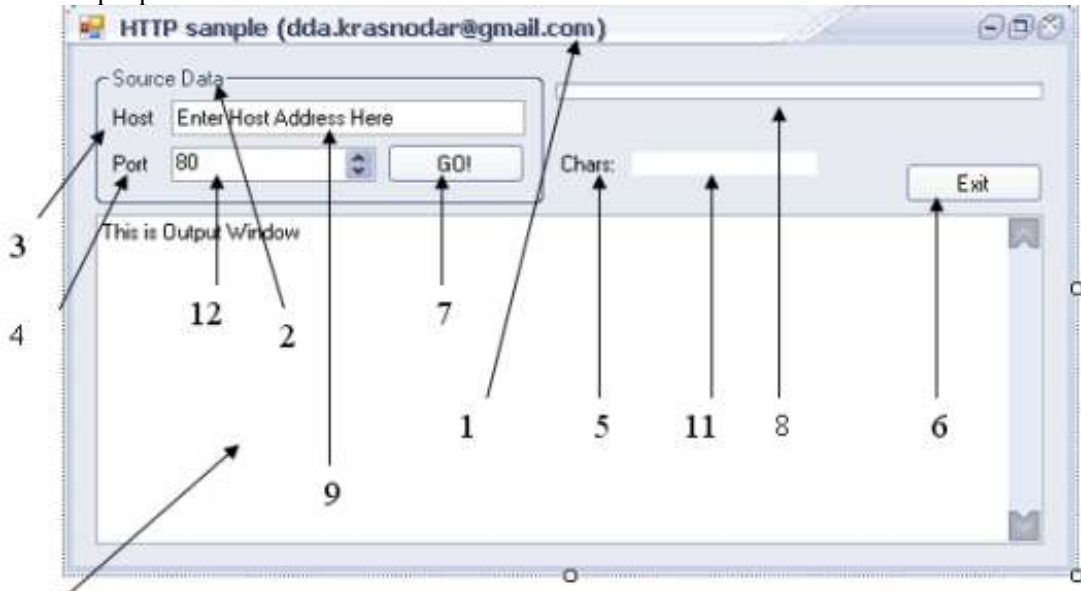 HTTP sample (dda.krasnodar@gmail.com)
Source Data
Host Enter Host Address Here
Port 80 GO! Chars:
Exit
This is Output Window
3
12 7
4 2
1 5 11 8 6
9